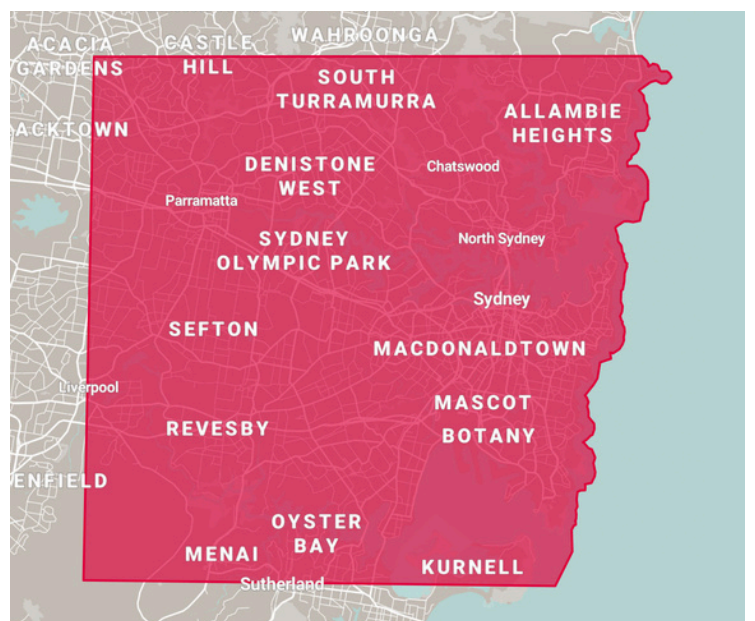 WAHROONGA
ACACIA
GARDENS
CASTLE
HILL
SOUTH
TURRAMURRA
ALLAMBIE
HEIGHTS
ACKTOWN
DENISTONE
WEST
Chatswood
Parramatta
SYDNEY
OLYMPIC PARK
North Sydney
Sydney
SEFTON
MACDONALDTOWN
Liverpool
MASCOT
REVESBY
BOTANY
ENFIELD
OYSTER
BAY
MENAI
KURNELL
Sutherland